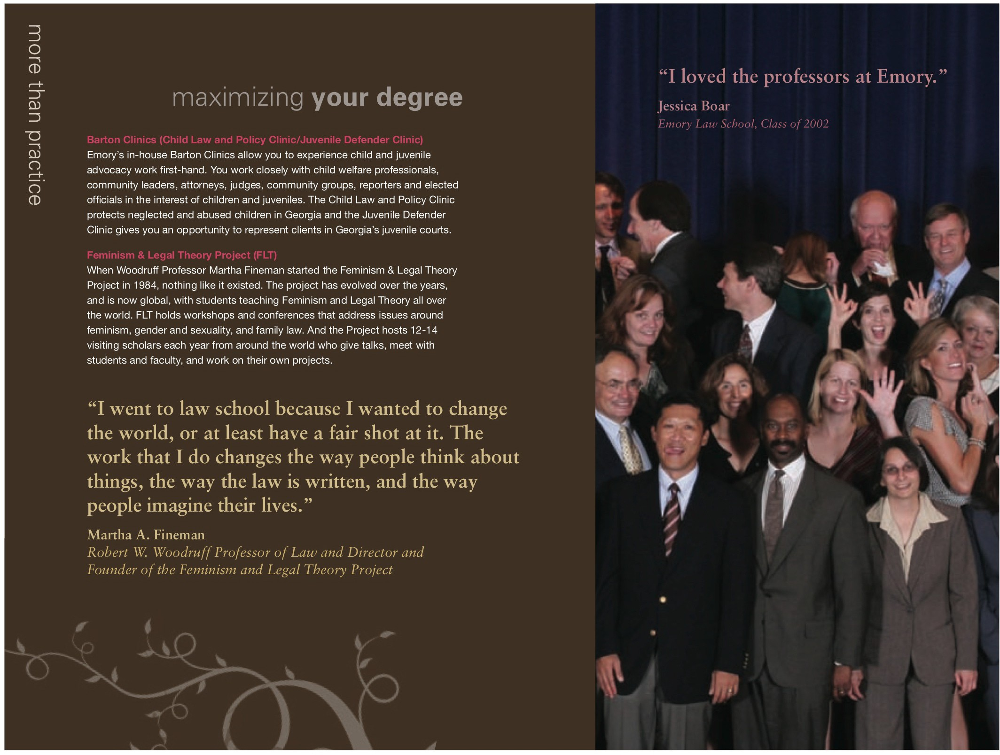 more than practice
maximizing your degree
Barton Clinics (Child Law and Policy Clinic/Juvenile Defender Clinic)
Emory’s in-house Barton Clinics allow you to experience child and juvenile
advocacy work first-hand. You work closely with child welfare professionals,
community leaders, attorneys, judges, community groups, reporters and elected
officials in the interest of children and juveniles. The Child Law and Policy Clinic
protects neglected and abused children in Georgia and the Juvenile Defender
Clinic gives you an opportunity to represent clients in Georgia’s juvenile courts.
Feminism & Legal Theory Project (FLT)
When Woodruff Professor Martha Fineman started the Feminism & Legal Theory
Project in 1984, nothing like it existed. The project has evolved over the years,
and is now global, with students teaching Feminism and Legal Theory all over
the world. FLT holds workshops and conferences that address issues around
feminism, gender and sexuality, and family law. And the Project hosts 12-14
visiting scholars each year from around the world who give talks, meet with
students and faculty, and work on their own projects.
“I went to law school because I wanted to change
the world, or at least have a fair shot at it. The
work that I do changes the way people think about
things, the way the law is written, and the way
people imagine their lives.”
Martha A. Fineman
Robert W. Woodruff Professor of Law and Director and
Founder of the Feminism and Legal Theory Project
“I loved the professors at Emory.”
Jessica Boar
Emory Law School, Class of 2002